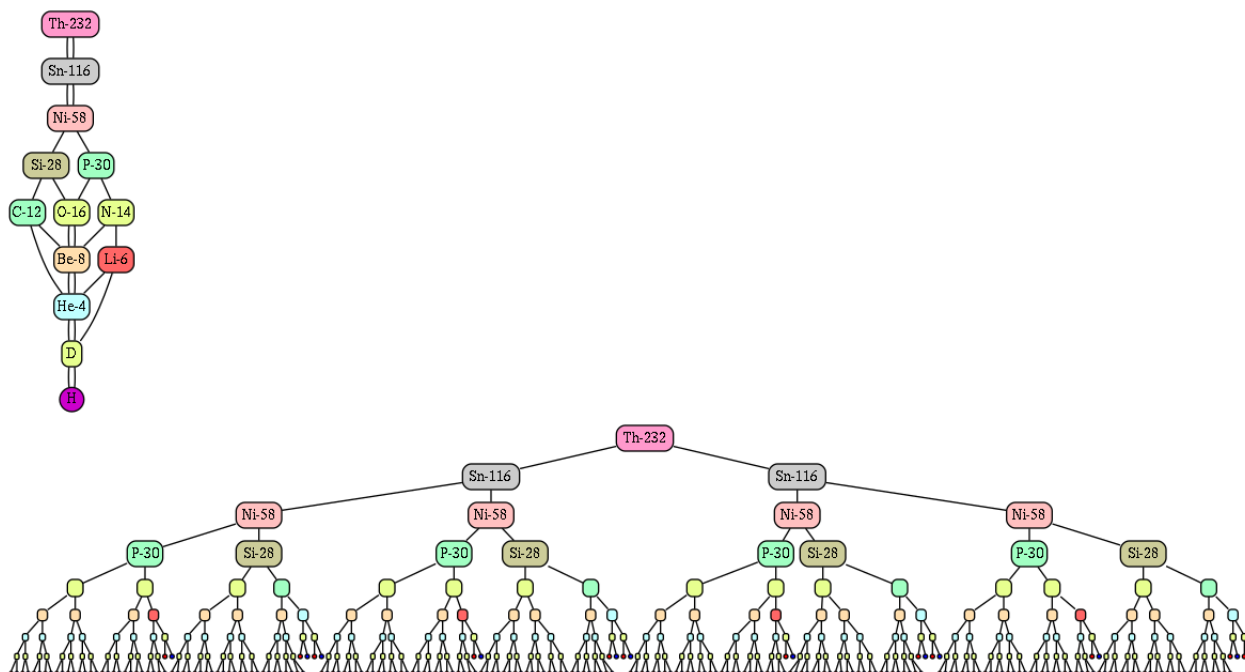 Th-232
Sn-116
Ni-58
Si-28 P-30
C-12 O-16 N-14
Be-8 Li-6
He-4
D
H
Th-232
Sn-116 Sn-116
Ni-58 Ni-58 Ni-58 Ni-58
P-30 Si-28 P-30 Si-28 P-30 Si-28 P-30 Si-28